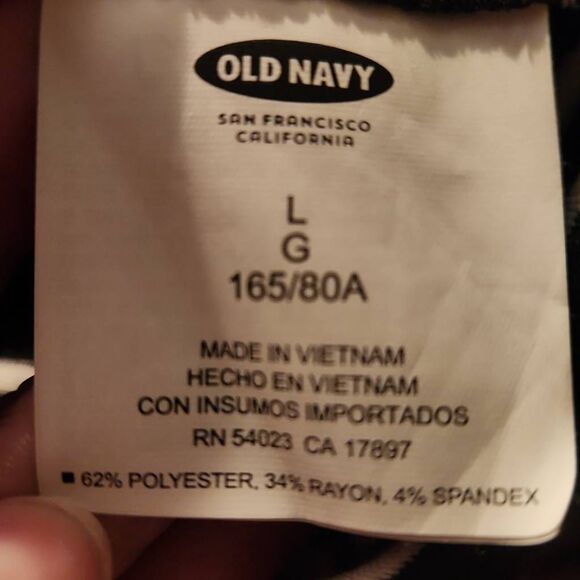 OLD NAVY
SAN FRANCISCO
CALIFORNIA
L
G
165/80A
MADE IN VIETNAM
HECHO EN VIETNAM
CON INSUMOS IMPORTADOS
RN 54023 CA 17897
■ 62% POLYESTER, 34% RAYON, 4% SPANDEX